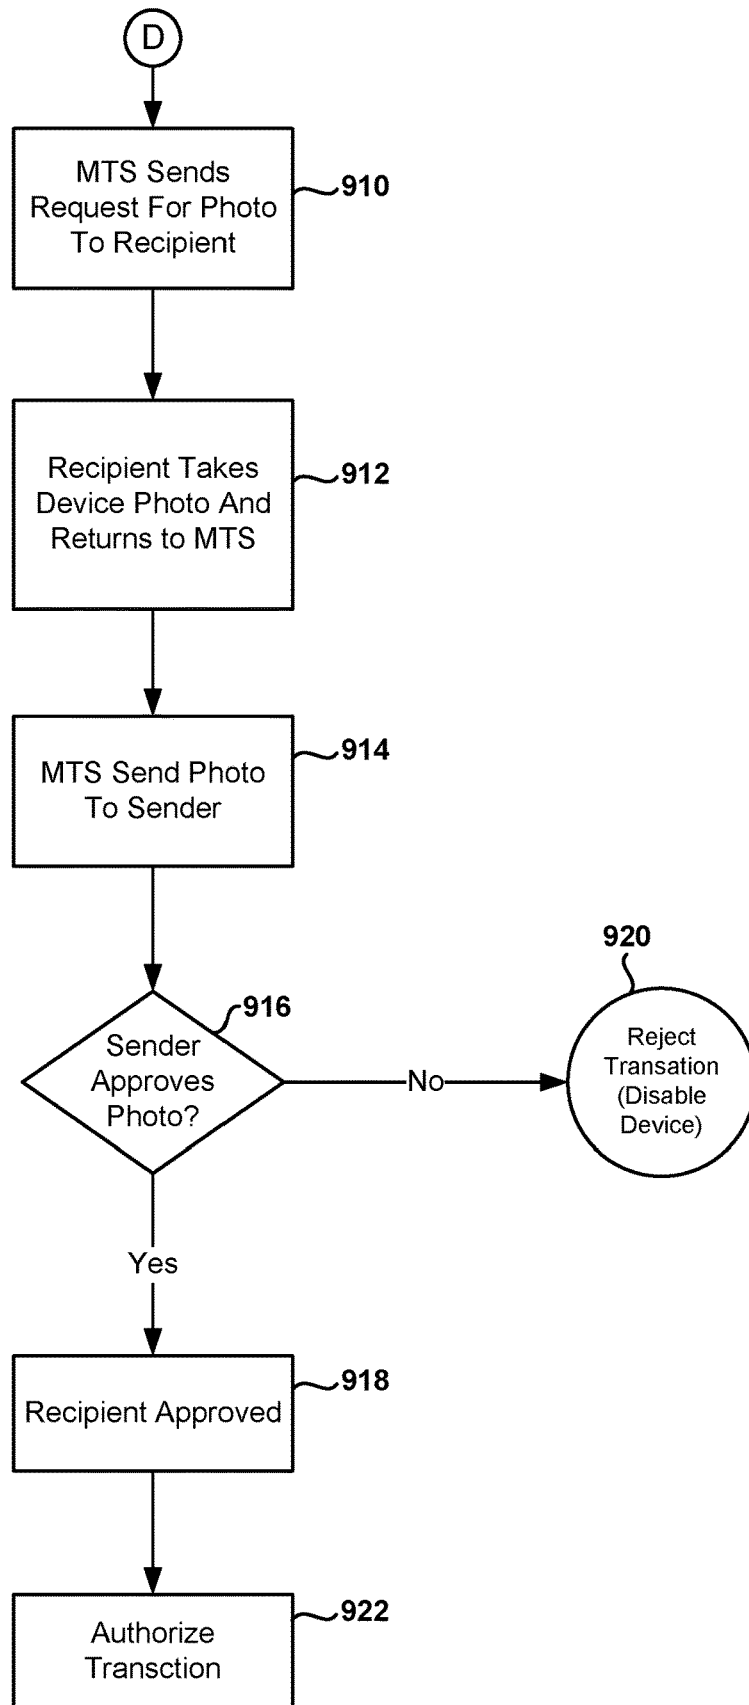 D
MTS Sends
Request For Photo
To Recipient
910
Recipient Takes
Device Photo And
Returns to MTS
912
MTS Send Photo
To Sender
914
Sender
Approves
Photo?
916
No
920
Reject
Transation
(Disable
Device)
Yes
Recipient Approved
918
Authorize
Transction
922